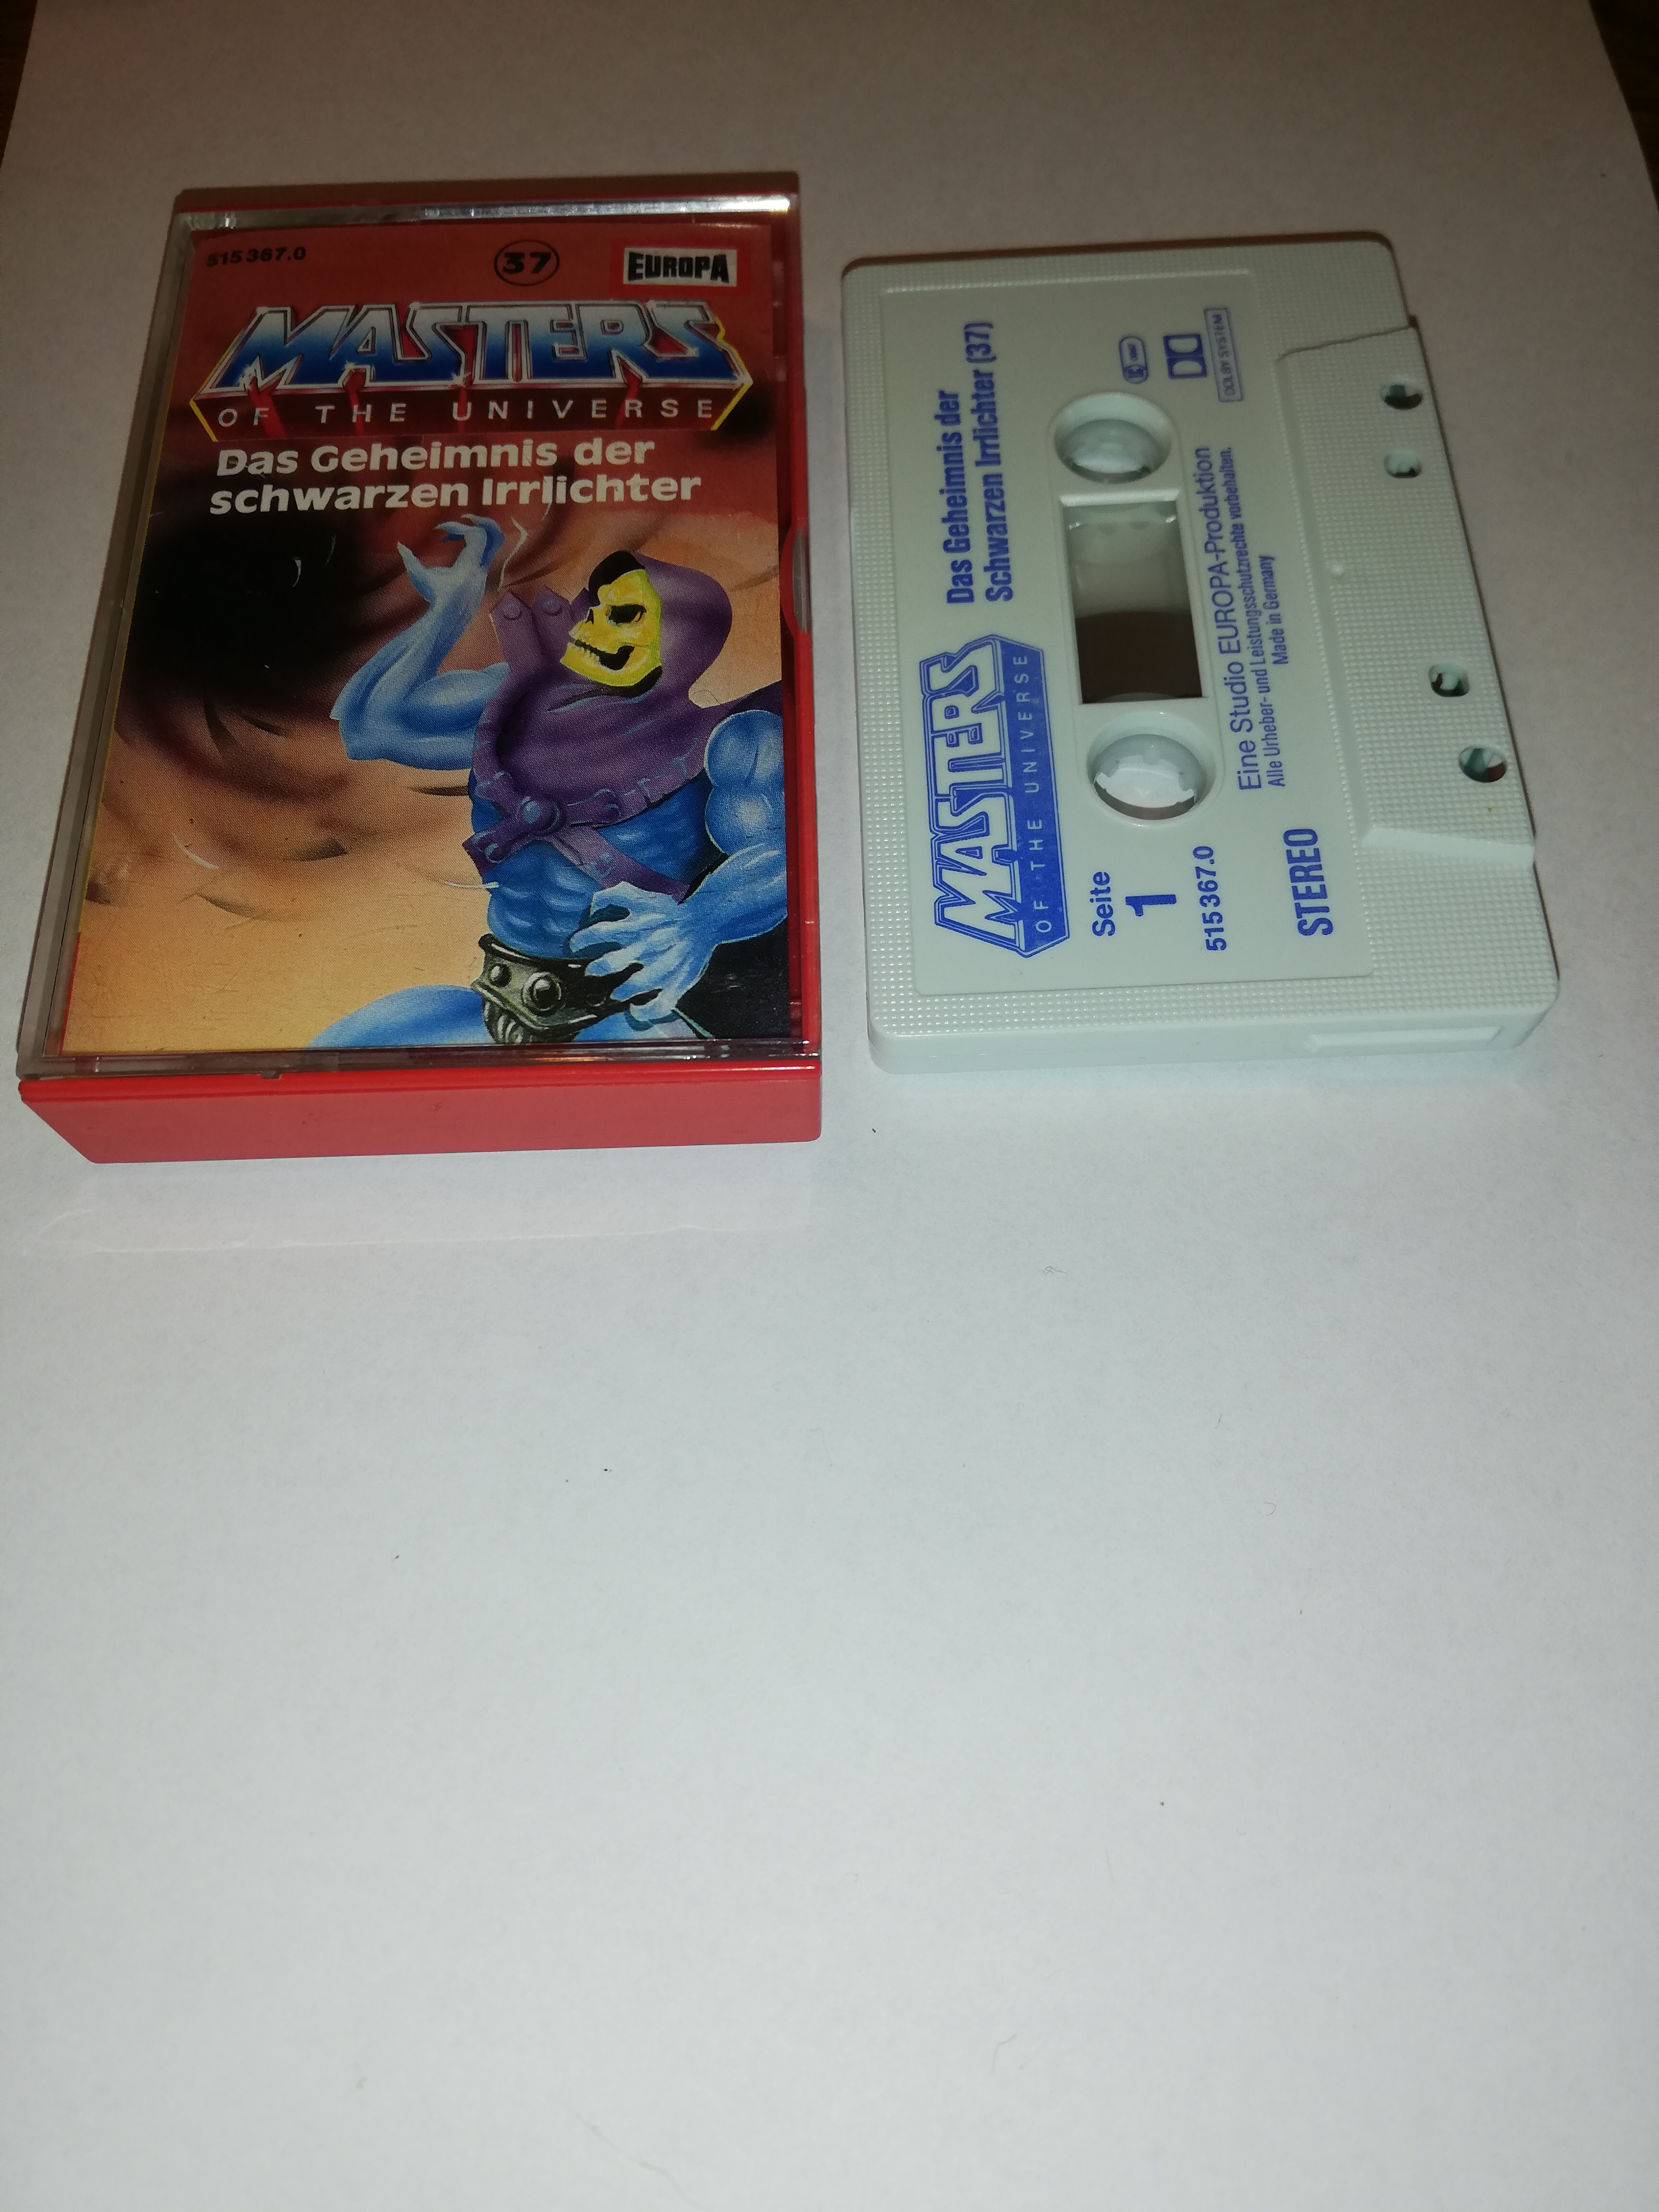 515 367.0
37
EUROPA
MASTERS
OF THE UNIVERSE
Das Geheimnis der
schwarzen Irrlichter
MASTERS
OF THE UNIVERSE
Das Geheimnis der
Schwarzen Irrlichter (37)
Seite
1
515 367.0
DOLBY SYSTEM
Eine Studio EUROPA-Produktion
Alle Urheber- und Leistungsschutzrechte vorbehalten.
Made in Germany
STEREO